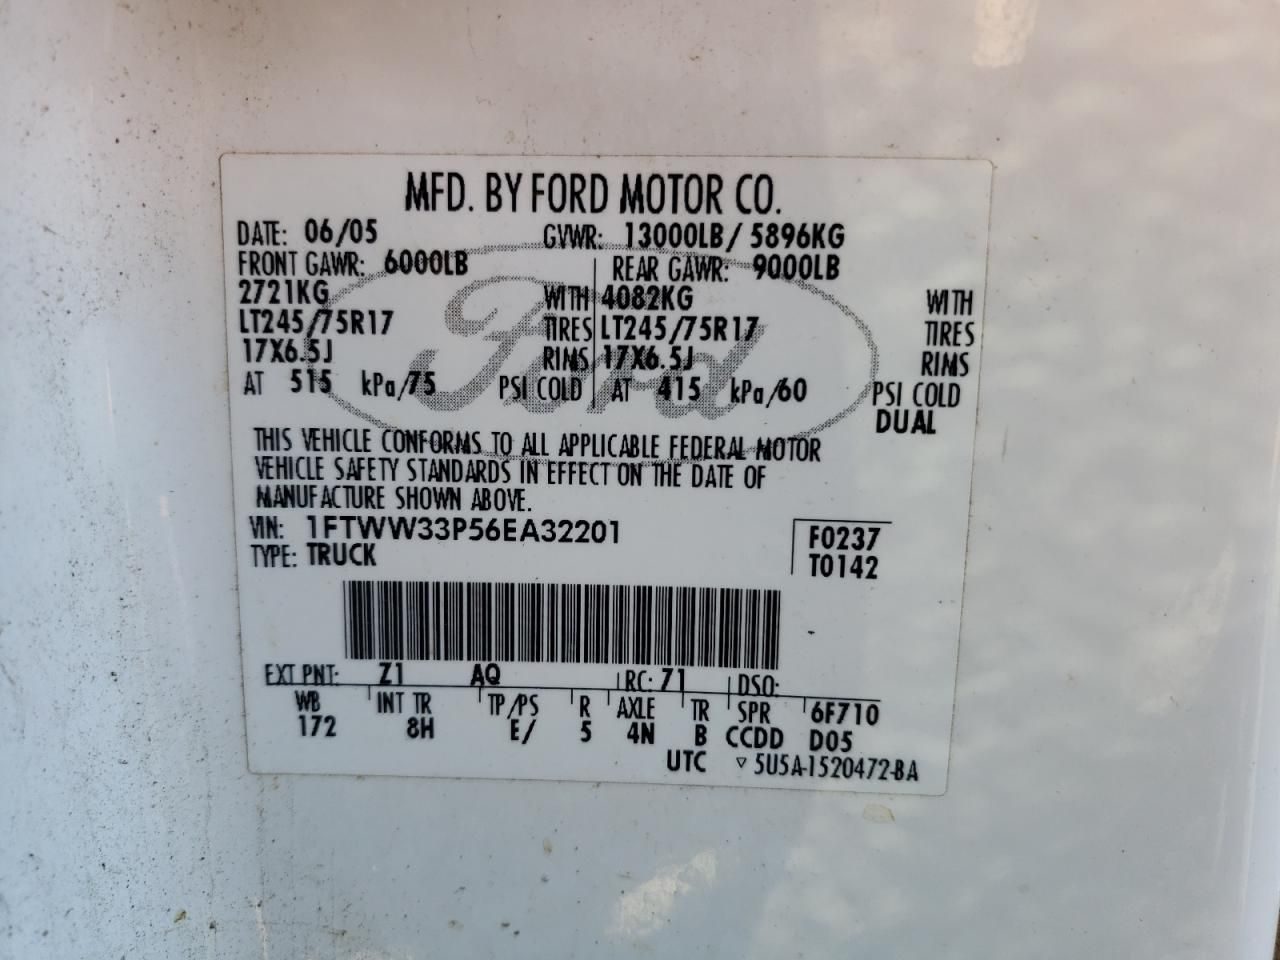 MFD. BY FORD MOTOR CO.
DATE: 06/05 GVWR: 13000LB/ 5896KG
FRONT GAWR: 6000LB REAR GAWR: 9000LB
2721KG WITH 4082KG WITH
LT245/75R17 TIRES LT245/75R17 TIRES
17X6.5J RIMS 17X6.5J RIMS
AT 515 kPa/75 PSI COLD AT 415 kPa/60 PSI COLD
DUAL
Ford
THIS VEHICLE CONFORMS TO ALL APPLICABLE FEDERAL MOTOR
VEHICLE SAFETY STANDARDS IN EFFECT ON THE DATE OF
MANUFACTURE SHOWN ABOVE.
VIN: 1FTWW33P56EA32201 F0237
TYPE: TRUCK T0142
EXT PNT: Z1 AQ RC: 71 DSO:
WB INT TR TP/PS R AXLE TR SPR 6F710
172 8H E/ 5 4N B CCDD D05
UTC ▽ 5U5A-1520472-BA